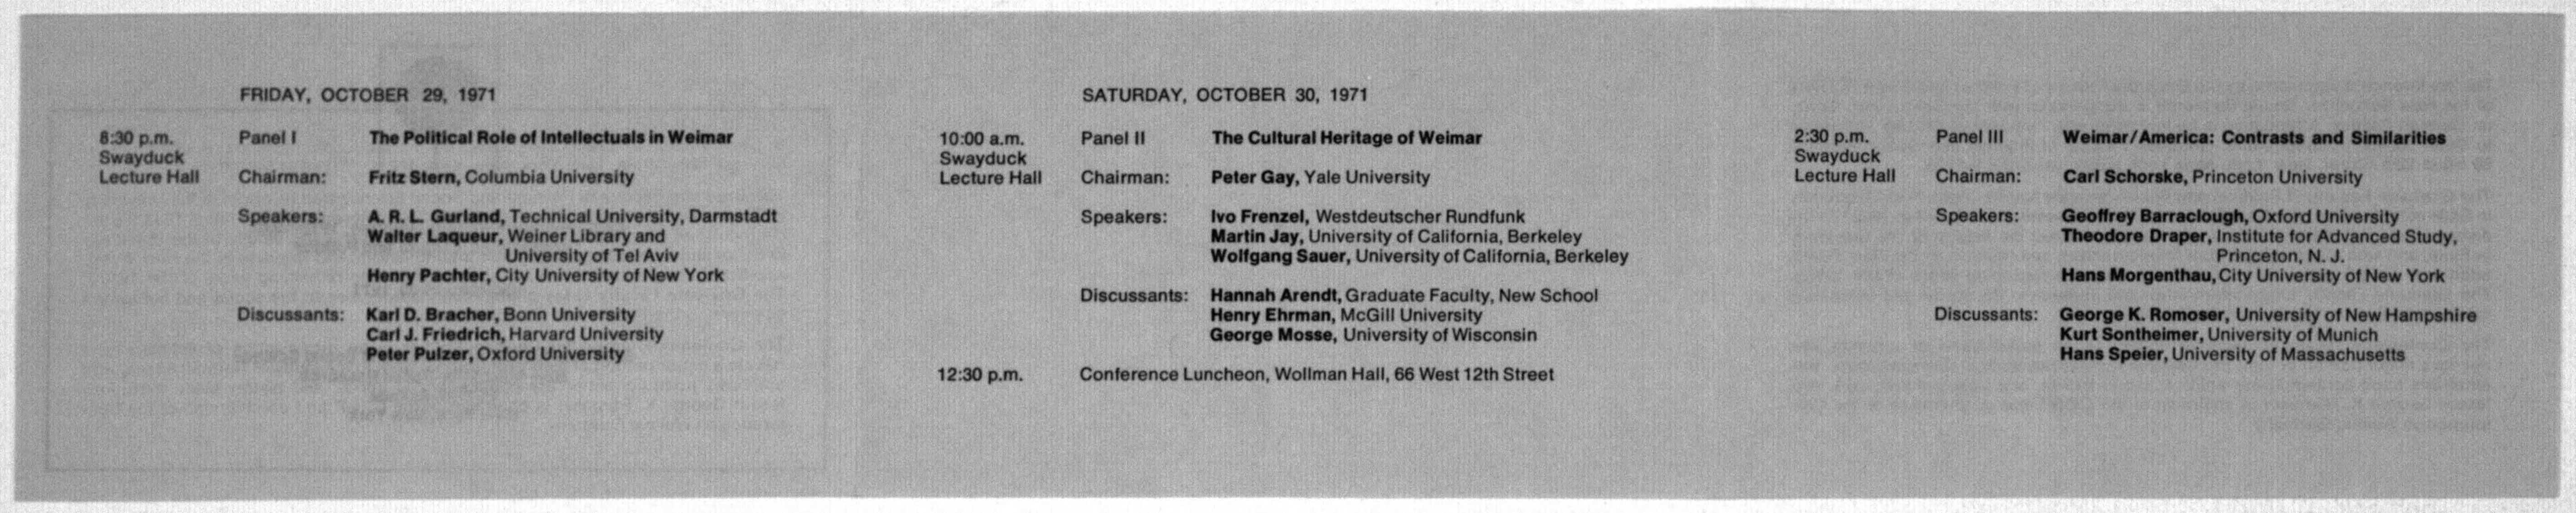 FRIDAY, OCTOBER 29, 1971
8:30 p.m.
Swayduck
Lecture Hall
Panel I The Political Role of Intellectuals in Weimar
Chairman: Fritz Stern, Columbia University
Speakers: A. R. L. Gurland, Technical University, Darmstadt
Walter Laqueur, Weiner Library and
University of Tel Aviv
Henry Pachter, City University of New York
Discussants: Karl D. Bracher, Bonn University
Carl J. Friedrich, Harvard University
Peter Pulzer, Oxford University
SATURDAY, OCTOBER 30, 1971
10:00 a.m.
Swayduck
Lecture Hall
Panel II The Cultural Heritage of Weimar
Chairman: Peter Gay, Yale University
Speakers: Ivo Frenzel, Westdeutscher Rundfunk
Martin Jay, University of California, Berkeley
Wolfgang Sauer, University of California, Berkeley
Discussants: Hannah Arendt, Graduate Faculty, New School
Henry Ehrman, McGill University
George Mosse, University of Wisconsin
12:30 p.m. Conference Luncheon, Wollman Hall, 66 West 12th Street
2:30 p.m.
Swayduck
Lecture Hall
Panel III Weimar/America: Contrasts and Similarities
Chairman: Carl Schorske, Princeton University
Speakers: Geoffrey Barraclough, Oxford University
Theodore Draper, Institute for Advanced Study,
Princeton, N. J.
Hans Morgenthau, City University of New York
Discussants: George K. Romoser, University of New Hampshire
Kurt Sontheimer, University of Munich
Hans Speier, University of Massachusetts